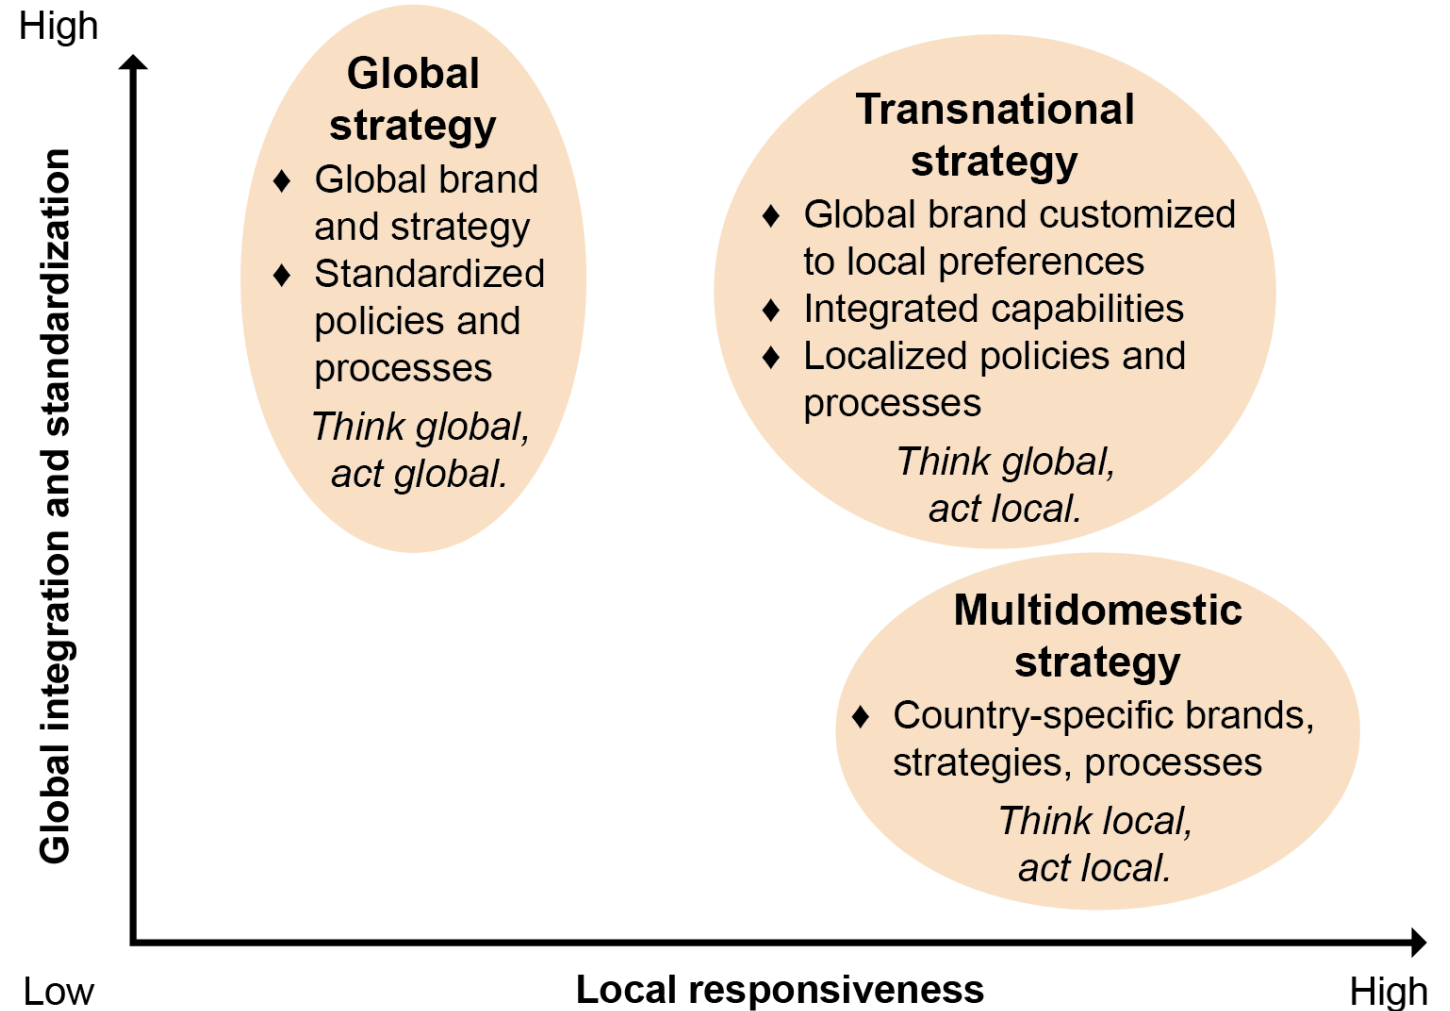 High
Global integration and standardization
Global
strategy
♦ Global brand
and strategy
♦ Standardized
policies and
processes
Think global,
act global.
Transnational
strategy
♦ Global brand customized
to local preferences
♦ Integrated capabilities
♦ Localized policies and
processes
Think global,
act local.
Multidomestic
strategy
♦ Country-specific brands,
strategies, processes
Think local,
act local.
Low
Local responsiveness
High